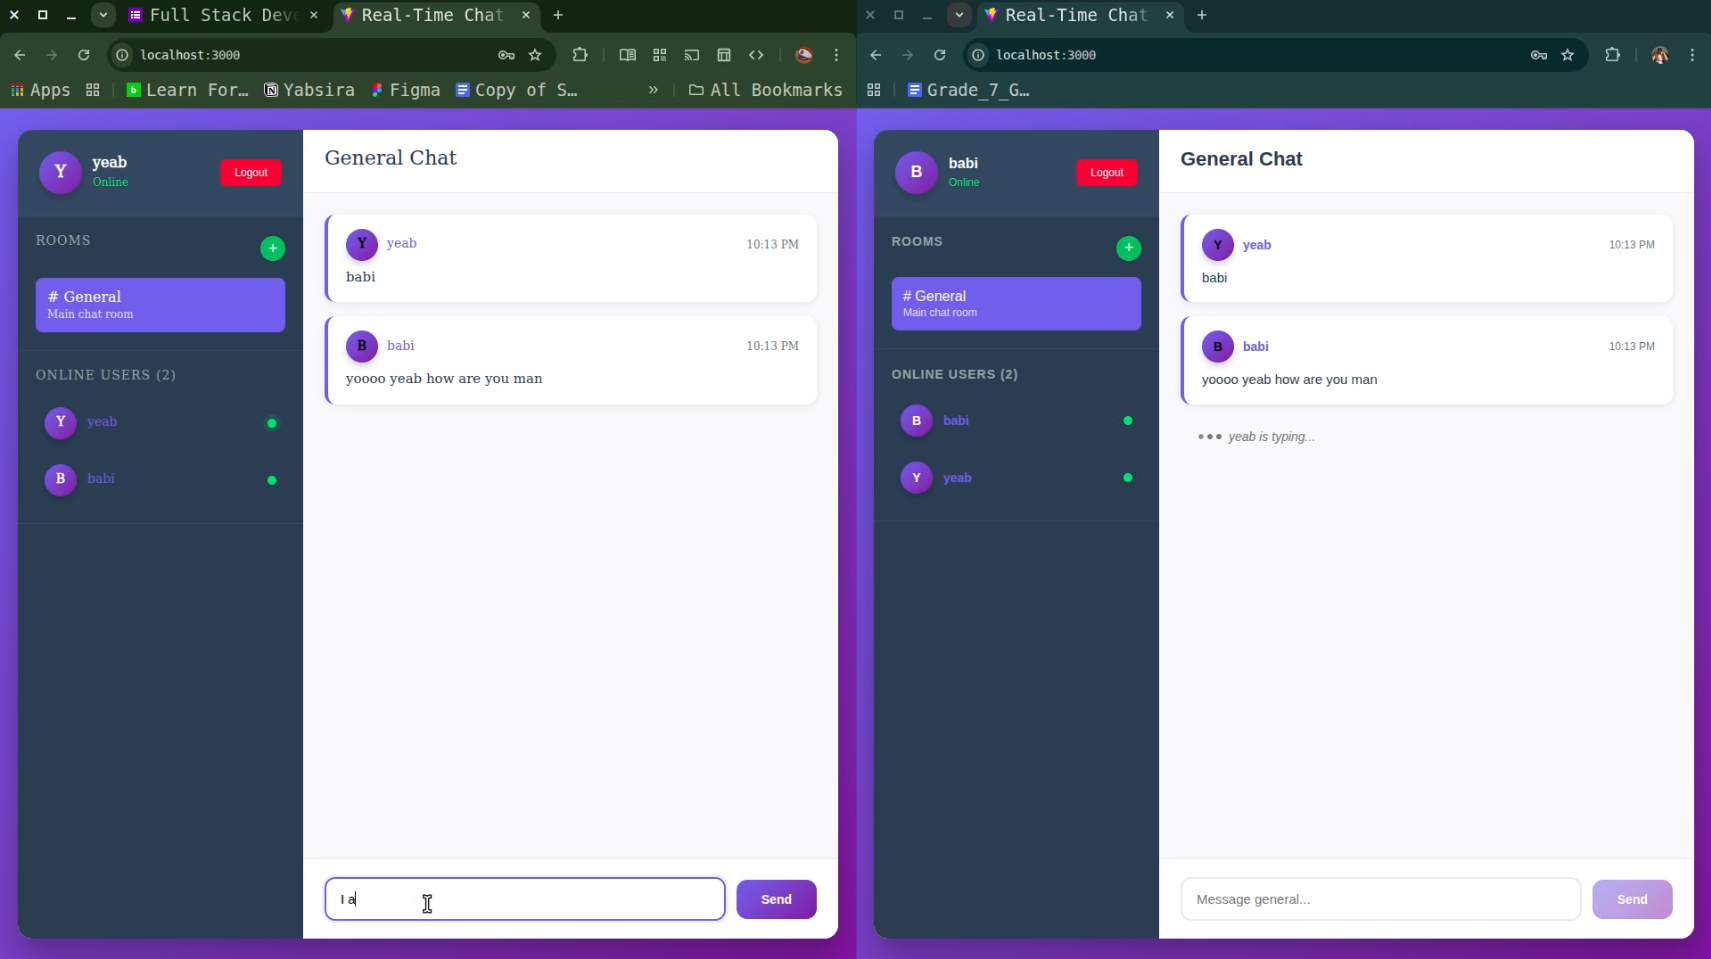 Full Stack Dev
Real-Time Chat
localhost:3000
Apps
Learn For...
Yabsira
Figma
Copy of S...
»
All Bookmarks
Y
yeab
Online
Logout
ROOMS
+
# General
Main chat room
ONLINE USERS (2)
Y
yeab
B
babi
General Chat
Y
yeab
10:13 PM
babi
B
babi
10:13 PM
yoooo yeab how are you man
I a
Send
Real-Time Chat
localhost:3000
Grade_7_G...
B
babi
Online
Logout
ROOMS
+
# General
Main chat room
ONLINE USERS (2)
B
babi
Y
yeab
General Chat
Y
yeab
10:13 PM
babi
B
babi
10:13 PM
yoooo yeab how are you man
yeab is typing...
Message general...
Send